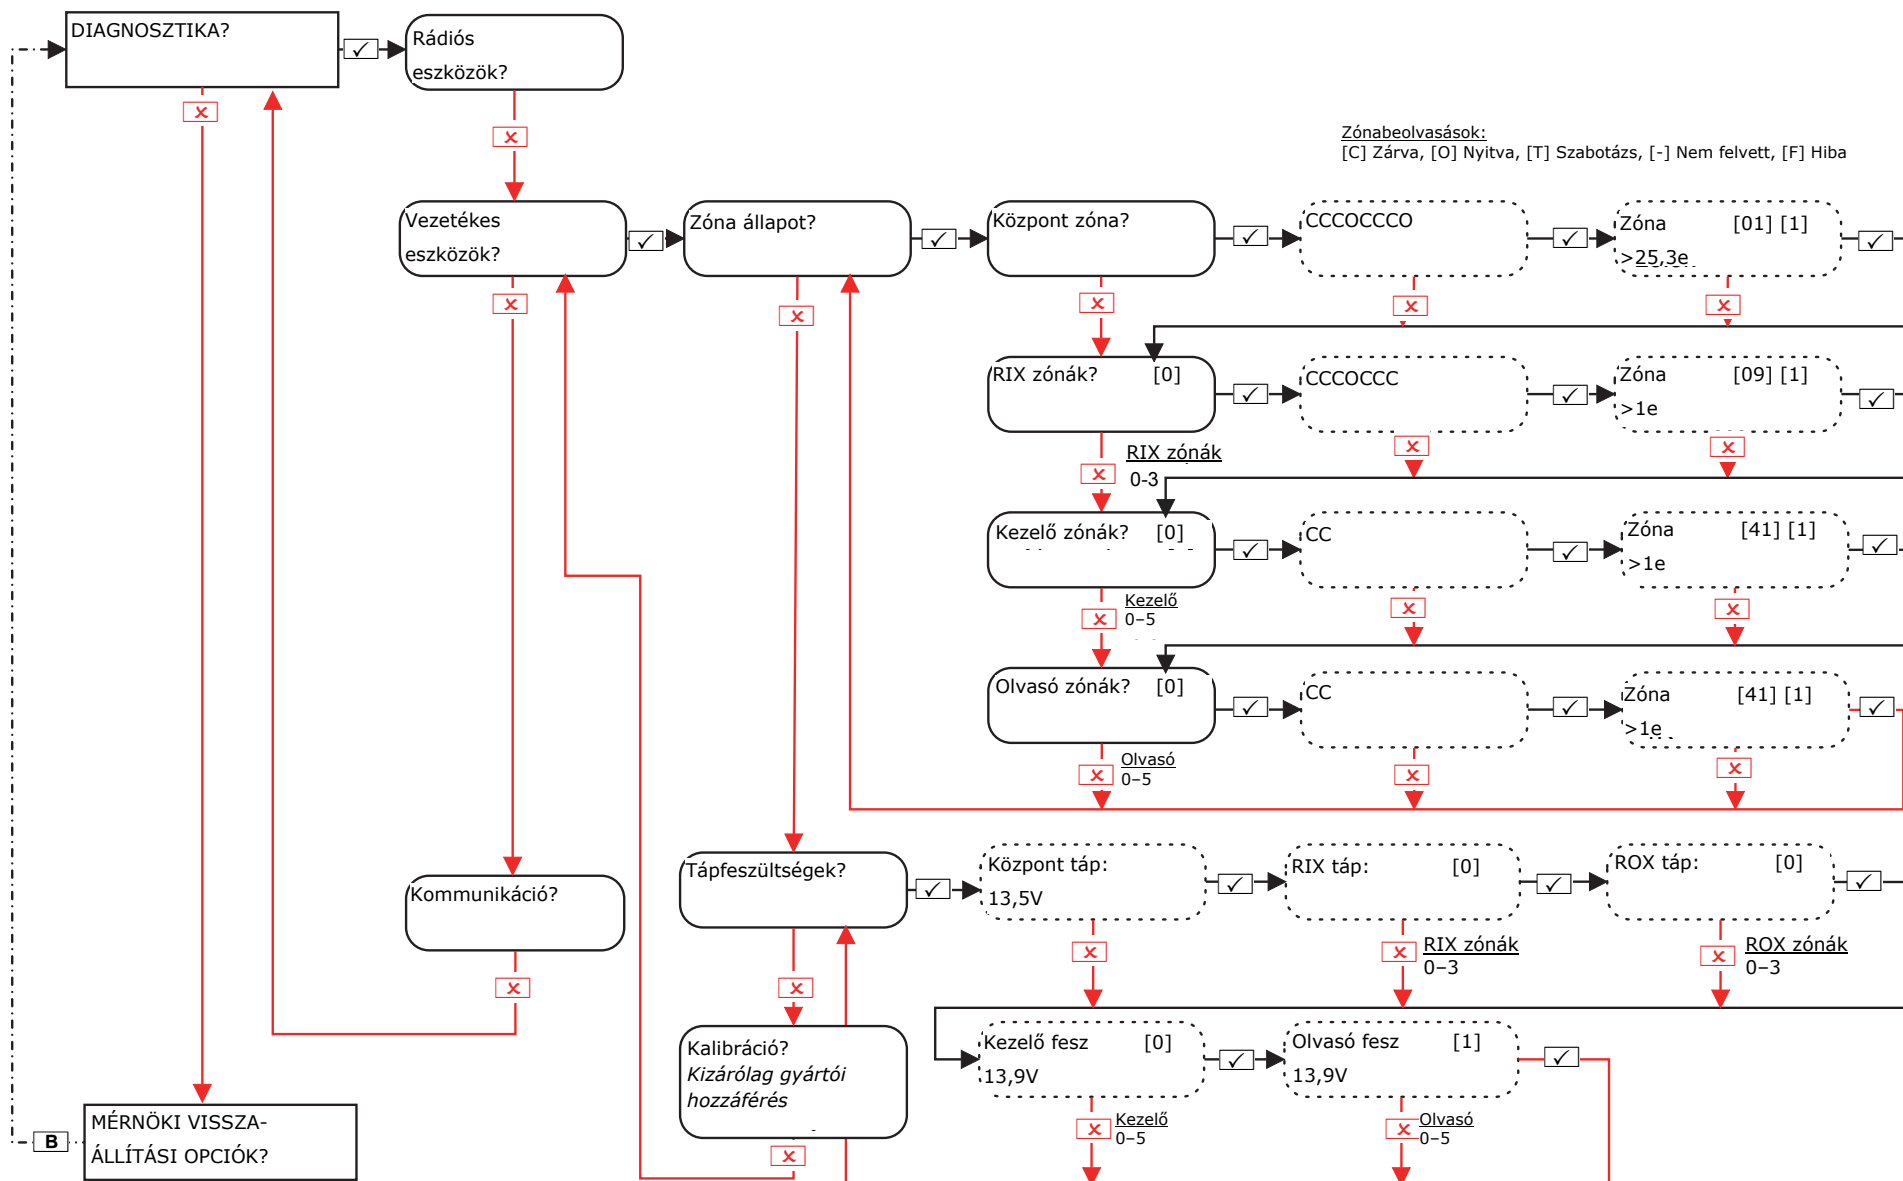 DIAGNOSZTIKA?
Rádiós
eszközök?
Zónabeolvasások:
[C] Zárva, [O] Nyitva, [T] Szabotázs, [-] Nem felvett, [F] Hiba
Vezetékes
eszközök?
Zóna állapot?
Központ zóna?
CCCOCCCO
Zóna [01] [1]
>25,3e
RIX zónák? [0]
CCCOCCC
Zóna [09] [1]
>1e
RIX zónák
0-3
Kezelő zónák? [0]
CC
Zóna [41] [1]
>1e
Kezelő
0–5
Olvasó zónák? [0]
CC
Zóna [41] [1]
>1e
Olvasó
0–5
Tápfeszültségek?
Központ táp:
13,5V
RIX táp: [0]
ROX táp: [0]
Kommunikáció?
RIX zónák
0–3
ROX zónák
0–3
Kalibráció?
Kizárólag gyártói
hozzáférés
Kezelő fesz [0]
13,9V
Olvasó fesz [1]
13,9V
Kezelő
0–5
Olvasó
0–5
B
MÉRNÖKI VISSZA-
ÁLLÍTÁSI OPCIÓK?